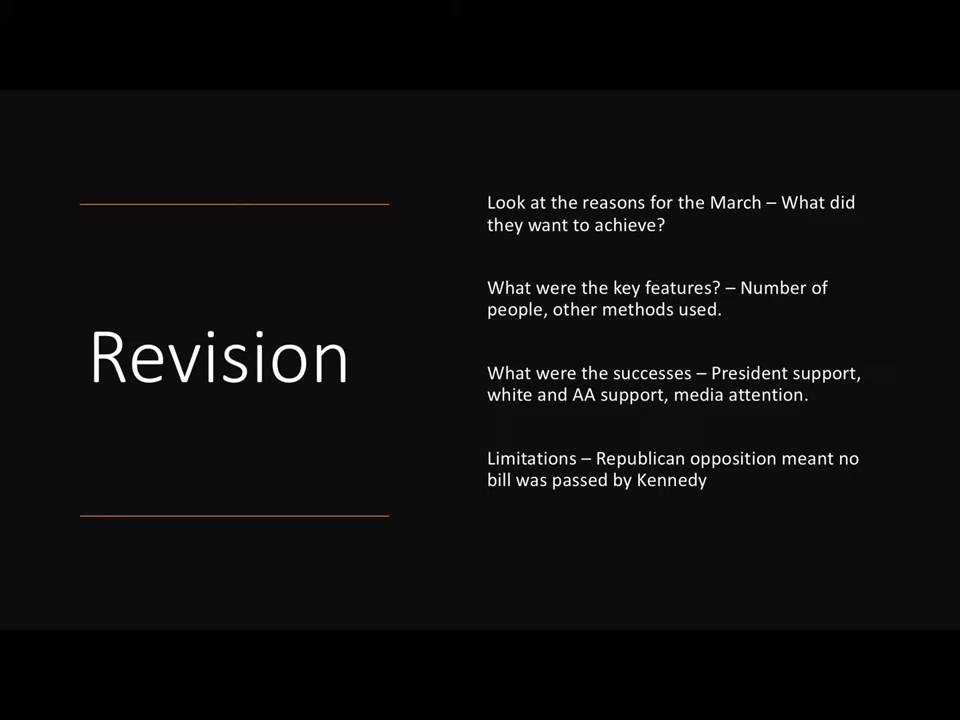 Revision
Look at the reasons for the March – What did
they want to achieve?
What were the key features? – Number of
people, other methods used.
What were the successes – President support,
white and AA support, media attention.
Limitations – Republican opposition meant no
bill was passed by Kennedy